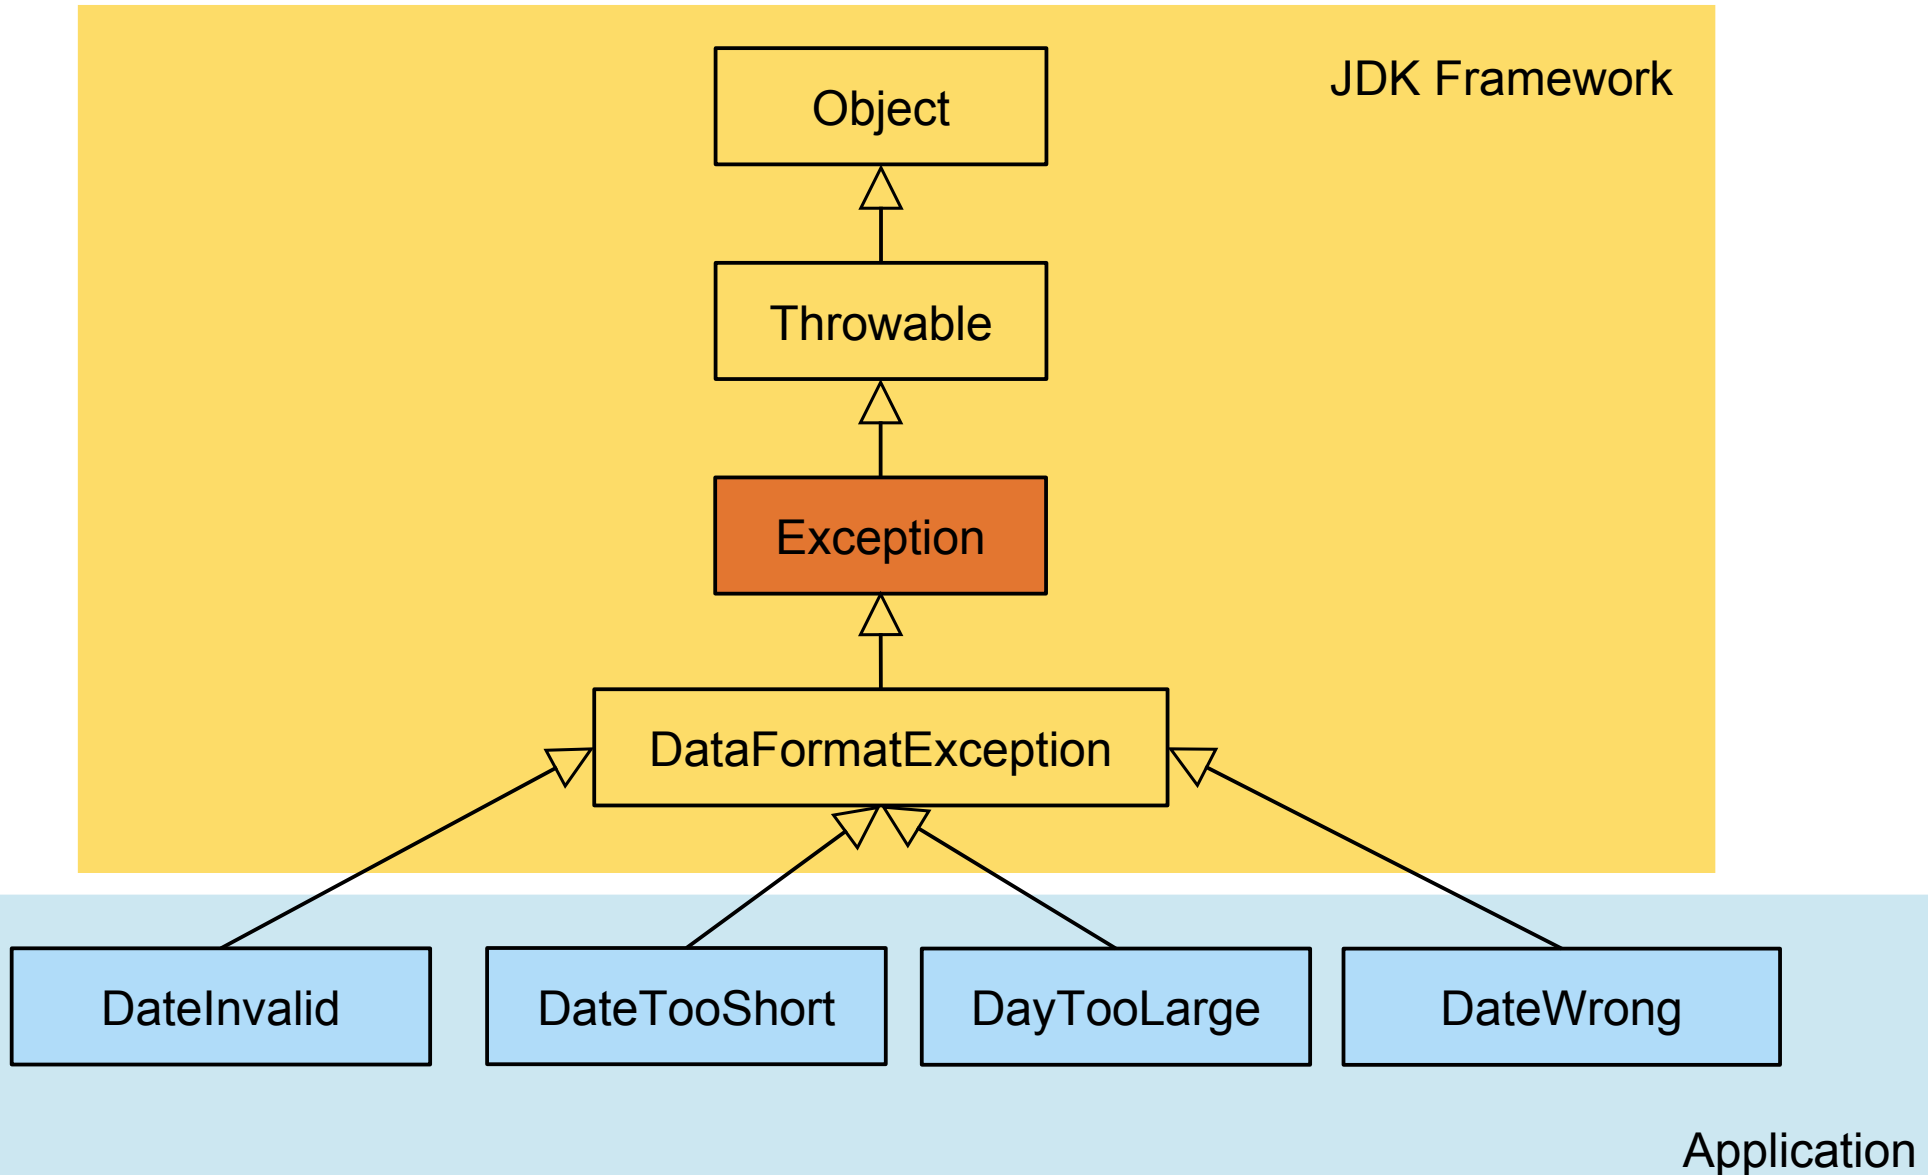 JDK Framework
Object
Throwable
Exception
DataFormatException
DateInvalid
DateTooShort
DayTooLarge
DateWrong
Application